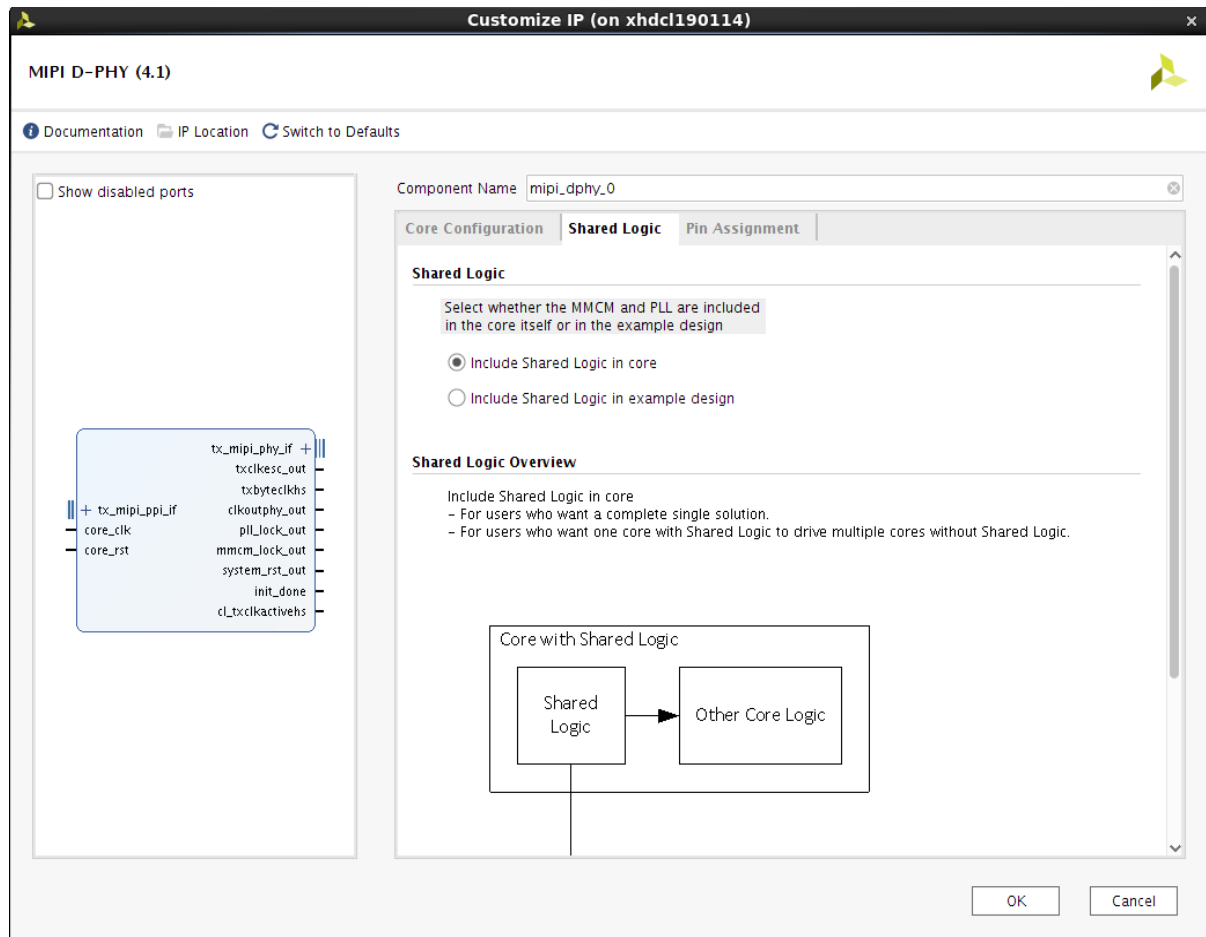 Customize IP (on xhdcl190114)
MIPI D-PHY (4.1)
Documentation IP Location Switch to Defaults
Show disabled ports
tx_mipi_phy_if
txclkesc_out
txbyteclkhs
tx_mipi_ppi_if
clkoutphy_out
core_clk
pll_lock_out
core_rst
mmcm_lock_out
system_rst_out
init_done
cl_txclkactivehs
Component Name mipi_dphy_0
Core Configuration Shared Logic Pin Assignment
Shared Logic
Select whether the MMCM and PLL are included
in the core itself or in the example design
Include Shared Logic in core
Include Shared Logic in example design
Shared Logic Overview
Include Shared Logic in core
– For users who want a complete single solution.
– For users who want one core with Shared Logic to drive multiple cores without Shared Logic.
Core with Shared Logic
Shared
Logic
Other Core Logic
OK Cancel